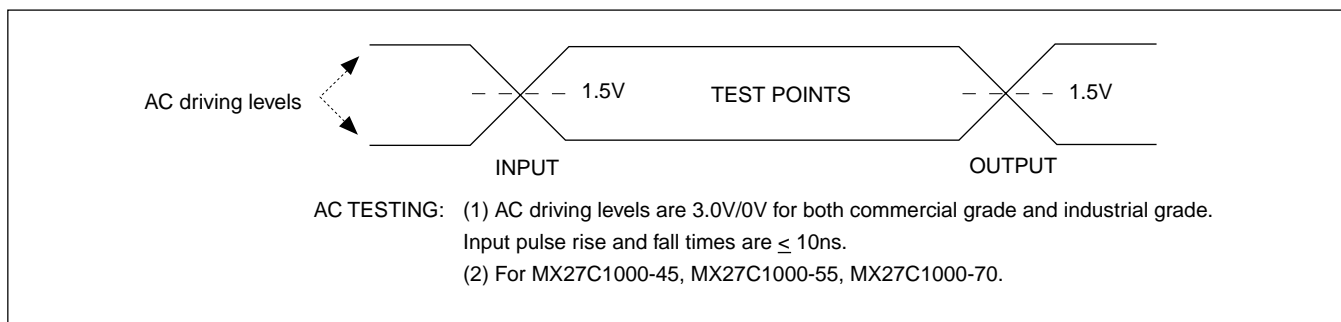 AC driving levels
1.5V
TEST POINTS
1.5V
INPUT
OUTPUT
AC TESTING: (1) AC driving levels are 3.0V/0V for both commercial grade and industrial grade.
Input pulse rise and fall times are ≤ 10ns.
(2) For MX27C1000-45, MX27C1000-55, MX27C1000-70.